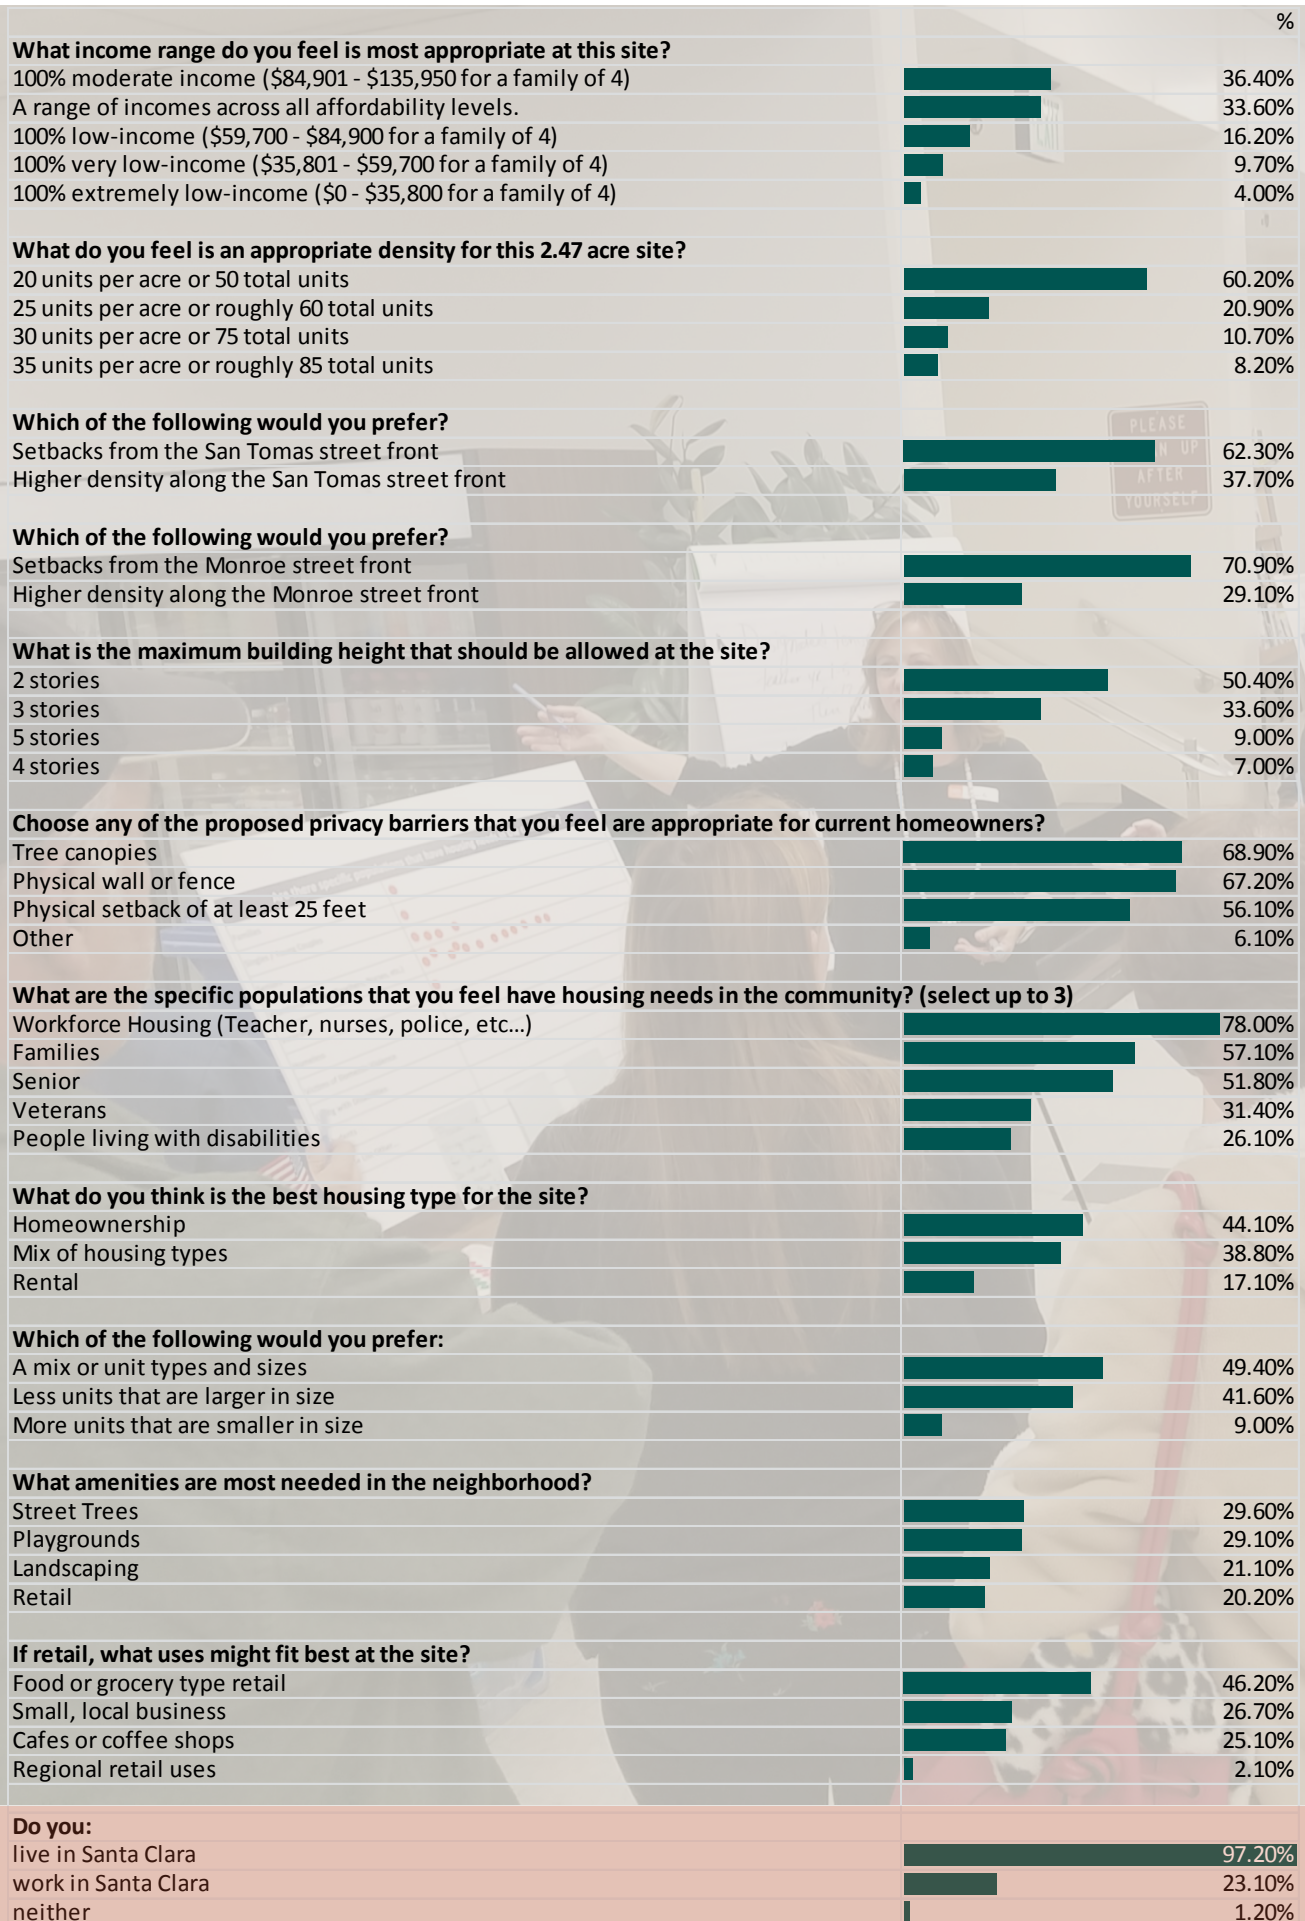 %
What income range do you feel is most appropriate at this site?
100% moderate income ($84,901 - $135,950 for a family of 4) 36.40%
A range of incomes across all affordability levels. 33.60%
100% low-income ($59,700 - $84,900 for a family of 4) 16.20%
100% very low-income ($35,801 - $59,700 for a family of 4) 9.70%
100% extremely low-income ($0 - $35,800 for a family of 4) 4.00%
What do you feel is an appropriate density for this 2.47 acre site?
20 units per acre or 50 total units 60.20%
25 units per acre or roughly 60 total units 20.90%
30 units per acre or 75 total units 10.70%
35 units per acre or roughly 85 total units 8.20%
Which of the following would you prefer?
Setbacks from the San Tomas street front 62.30%
Higher density along the San Tomas street front 37.70%
PLEASE
UP
AFTER
YOURSELF
Which of the following would you prefer?
Setbacks from the Monroe street front 70.90%
Higher density along the Monroe street front 29.10%
What is the maximum building height that should be allowed at the site?
2 stories 50.40%
3 stories 33.60%
5 stories 9.00%
4 stories 7.00%
Choose any of the proposed privacy barriers that you feel are appropriate for current homeowners?
Tree canopies 68.90%
Physical wall or fence 67.20%
Physical setback of at least 25 feet 56.10%
Other 6.10%
What are the specific populations that you feel have housing needs in the community? (select up to 3)
Workforce Housing (Teacher, nurses, police, etc...) 78.00%
Families 57.10%
Senior 51.80%
Veterans 31.40%
People living with disabilities 26.10%
What do you think is the best housing type for the site?
Homeownership 44.10%
Mix of housing types 38.80%
Rental 17.10%
Which of the following would you prefer:
A mix or unit types and sizes 49.40%
Less units that are larger in size 41.60%
More units that are smaller in size 9.00%
What amenities are most needed in the neighborhood?
Street Trees 29.60%
Playgrounds 29.10%
Landscaping 21.10%
Retail 20.20%
If retail, what uses might fit best at the site?
Food or grocery type retail 46.20%
Small, local business 26.70%
Cafes or coffee shops 25.10%
Regional retail uses 2.10%
Do you:
live in Santa Clara 97.20%
work in Santa Clara 23.10%
neither 1.20%